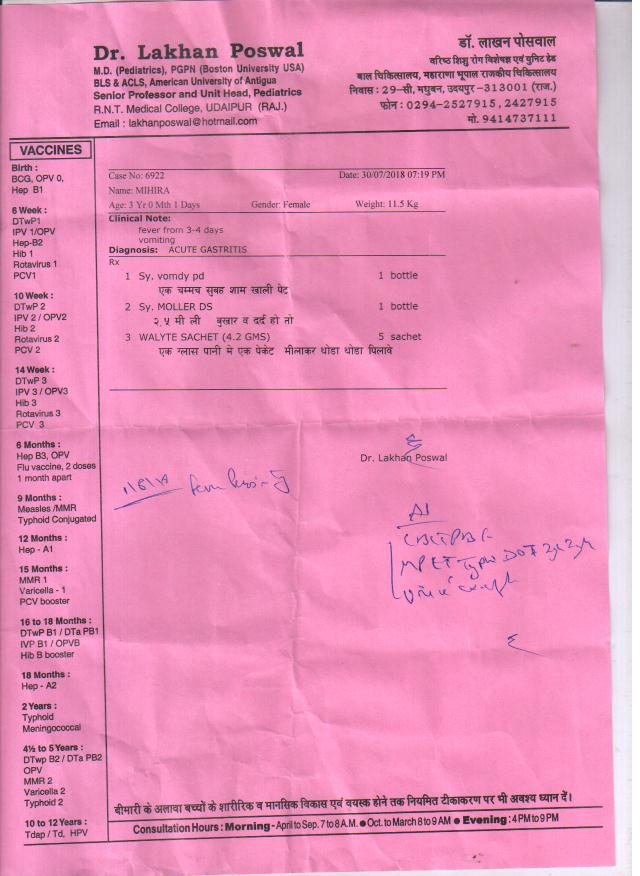 Dr. Lakhan Poswal
M.D. (Pediatrics), PGPN (Boston University USA)
BLS & ACLS, American University of Antigua
Senior Professor and Unit Head, Pediatrics
R.N.T. Medical College, UDAIPUR (RAJ.)
Email : lakhanposwal@hotmail.com
डॉ. लाखन पोसवाल
वरिष्ठ शिशु रोग विशेषज्ञ एवं युनिट हेड
बाल चिकित्सालय, महाराणा भूपाल राजकीय चिकित्सालय
निवास : 29-सी, मधुबन, उदयपुर-313001 (राज.)
फोन : 0294-2527915, 2427915
मो. 9414737111
VACCINES
Birth :
BCG, OPV 0,
Hep B1
6 Week :
DTwP1
IPV 1/OPV
Hep-B2
Hib 1
Rotavirus 1
PCV1
10 Week :
DTwP 2
IPV 2 / OPV2
Hib 2
Rotavirus 2
PCV 2
14 Week :
DTwP 3
IPV 3 / OPV3
Hib 3
Rotavirus 3
PCV 3
6 Months :
Hep B3, OPV
Flu vaccine, 2 doses
1 month apart
9 Months :
Measles /MMR
Typhoid Conjugated
12 Months :
Hep - A1
15 Months :
MMR 1
Varicella - 1
PCV booster
16 to 18 Months :
DTwP B1 / DTa PB1
IVP B1 / OPVB
Hib B booster
18 Months :
Hep - A2
2 Years :
Typhoid
Meningococcal
4½ to 5 Years :
DTwp B2 / DTa PB2
OPV
MMR 2
Varicella 2
Typhoid 2
10 to 12 Years :
Tdap / Td, HPV
Case No: 6922 Date: 30/07/2018 07:19 PM
Name: MIHIRA
Age: 3 Yr 0 Mth 1 Days Gender: Female Weight: 11.5 Kg
Clinical Note:
fever from 3-4 days
vomiting
Diagnosis: ACUTE GASTRITIS
Rx
1 Sy. vomdy pd 1 bottle
एक चम्मच सुबह शाम खाली पेट
2 Sy. MOLLER DS 1 bottle
२.५ मी ली बुखार व दर्द हो तो
3 WALYTE SACHET (4.2 GMS) 5 sachet
एक ग्लास पानी मे एक पेकेट मीलाकर थोडा थोडा पिलावे
Dr. Lakhan Poswal
बीमारी के अलावा बच्चों के शारीरिक व मानसिक विकास एवं वयस्क होने तक नियमित टीकाकरण पर भी अवश्य ध्यान दें।
Consultation Hours : Morning - April to Sep. 7 to 8 A.M. ● Oct. to March 8 to 9 AM ● Evening : 4 PM to 9 PM